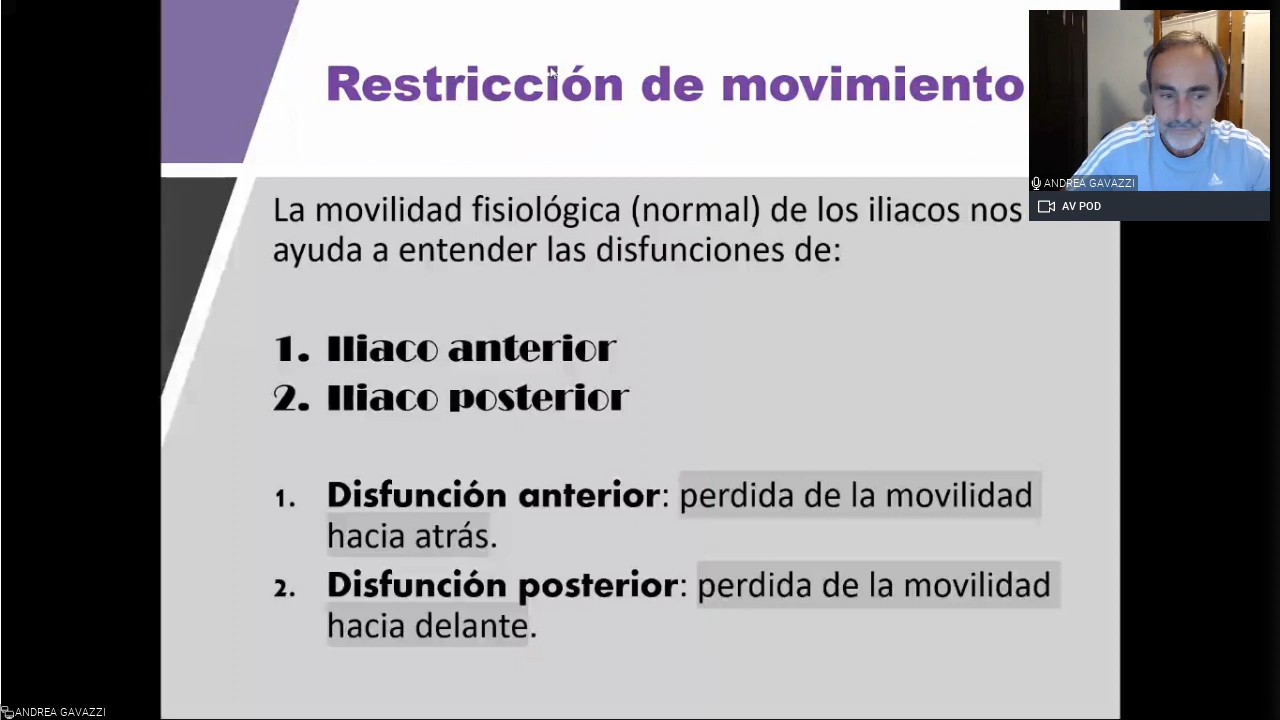 Restricción de movimiento
La movilidad fisiológica (normal) de los iliacos nos
ayuda a entender las disfunciones de:
1. Iliaco anterior
2. Iliaco posterior
1. Disfunción anterior: perdida de la movilidad
hacia atrás.
2. Disfunción posterior: perdida de la movilidad
hacia delante.
ANDREA GAVAZZI
AV POD
ANDREA GAVAZZI